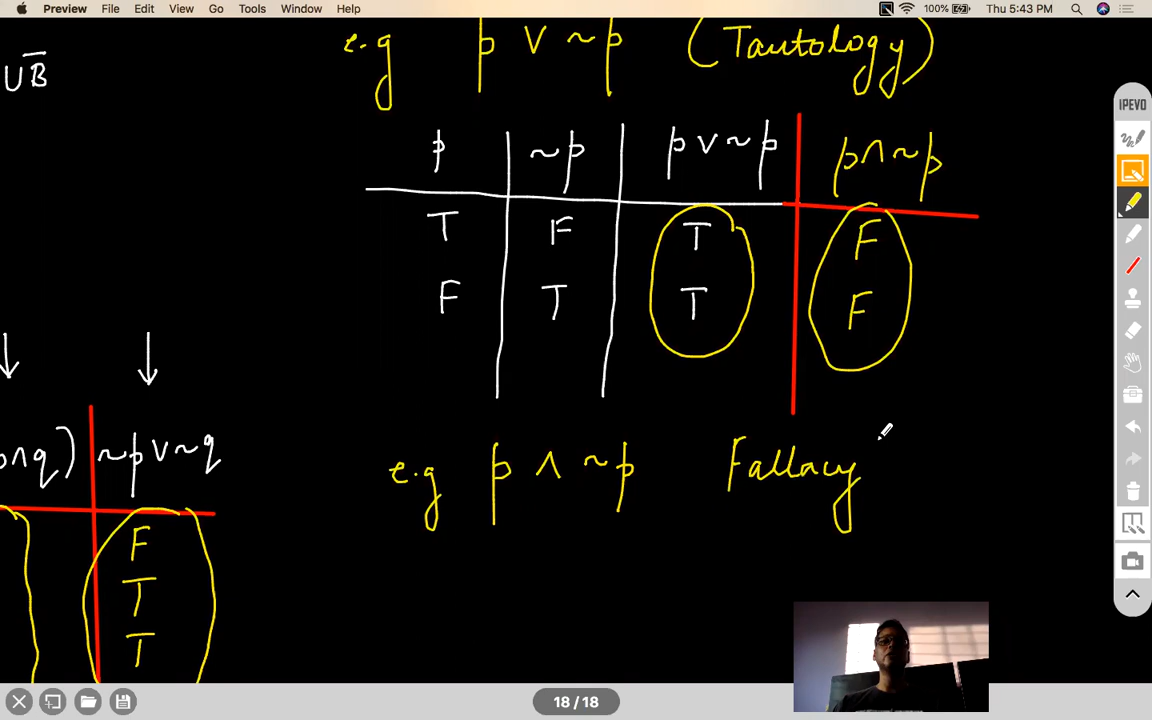 Preview File Edit View Go Tools Window Help 100% Thu 5:43 PM
e.g p ∨ ~p (Tautology)
∪B̅
IPEVO
p ~p p ∨ ~p p ∧ ~p
T F T F
F T T F
∧q) ~p ∨ ~q
e.g p ∧ ~p Fallacy
F
T
T
18 / 18